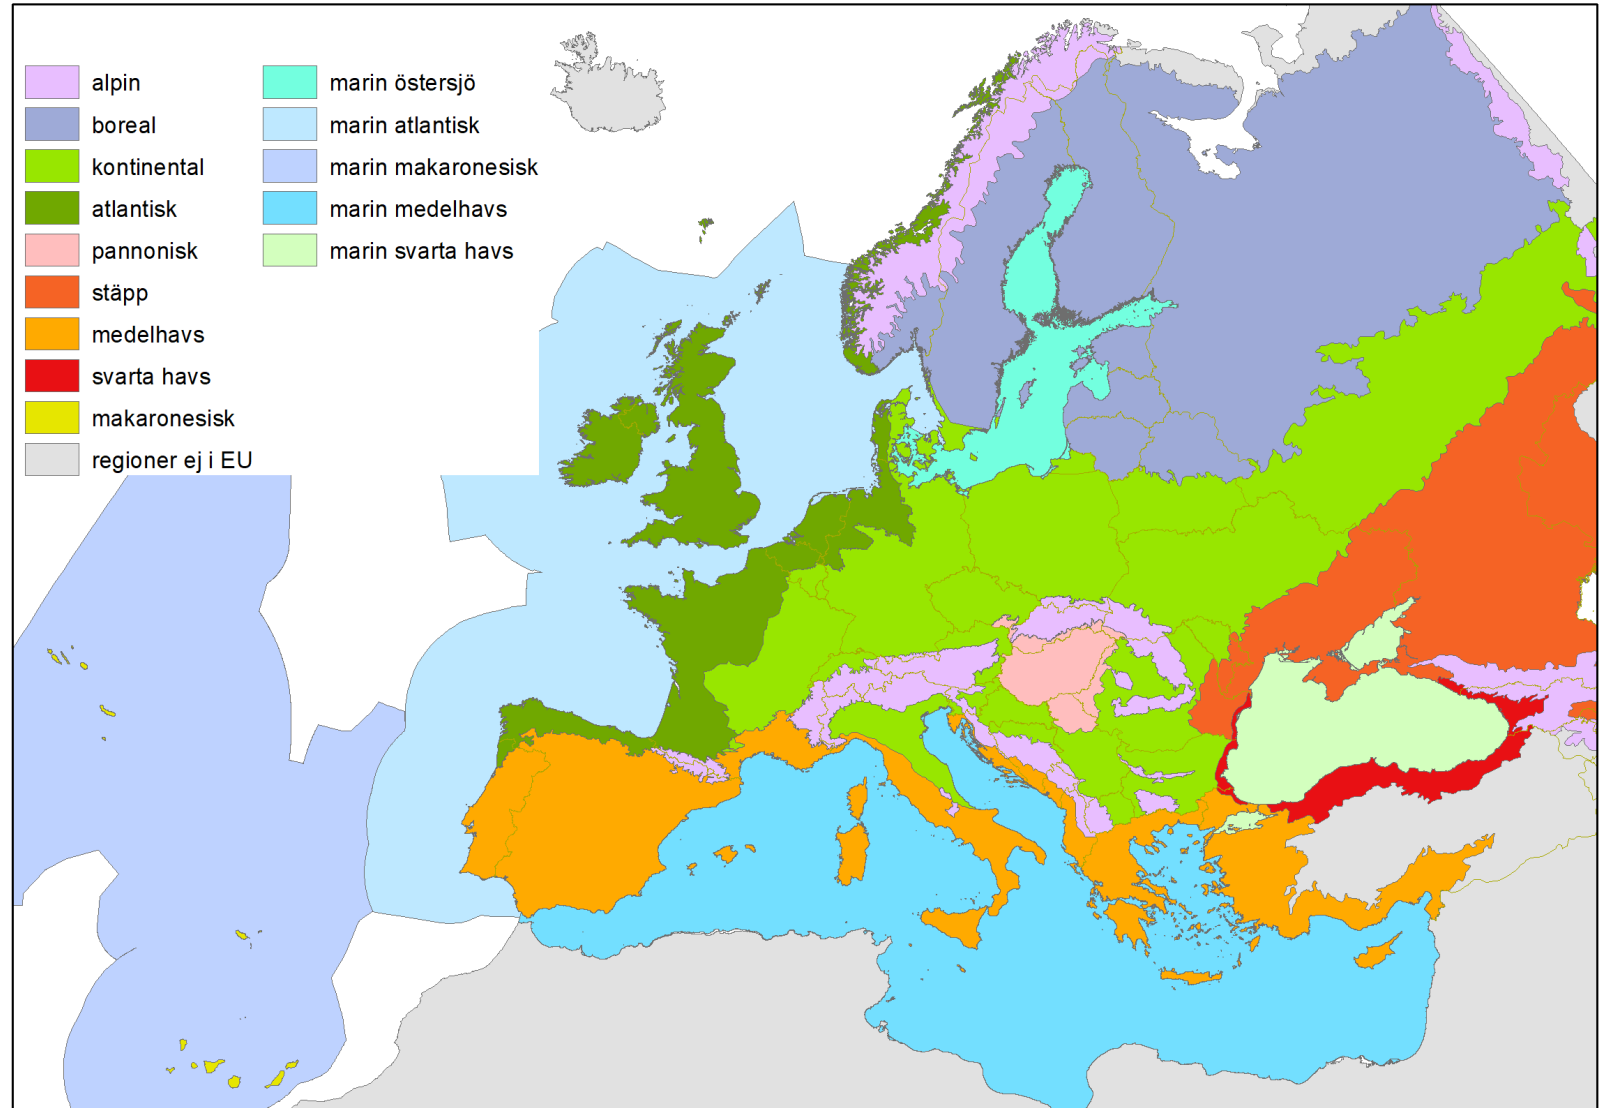 alpin
boreal
kontinental
atlantisk
pannonisk
stäpp
medelhavs
svarta havs
makaronesisk
regioner ej i EU
marin östersjö
marin atlantisk
marin makaronesisk
marin medelhavs
marin svarta havs